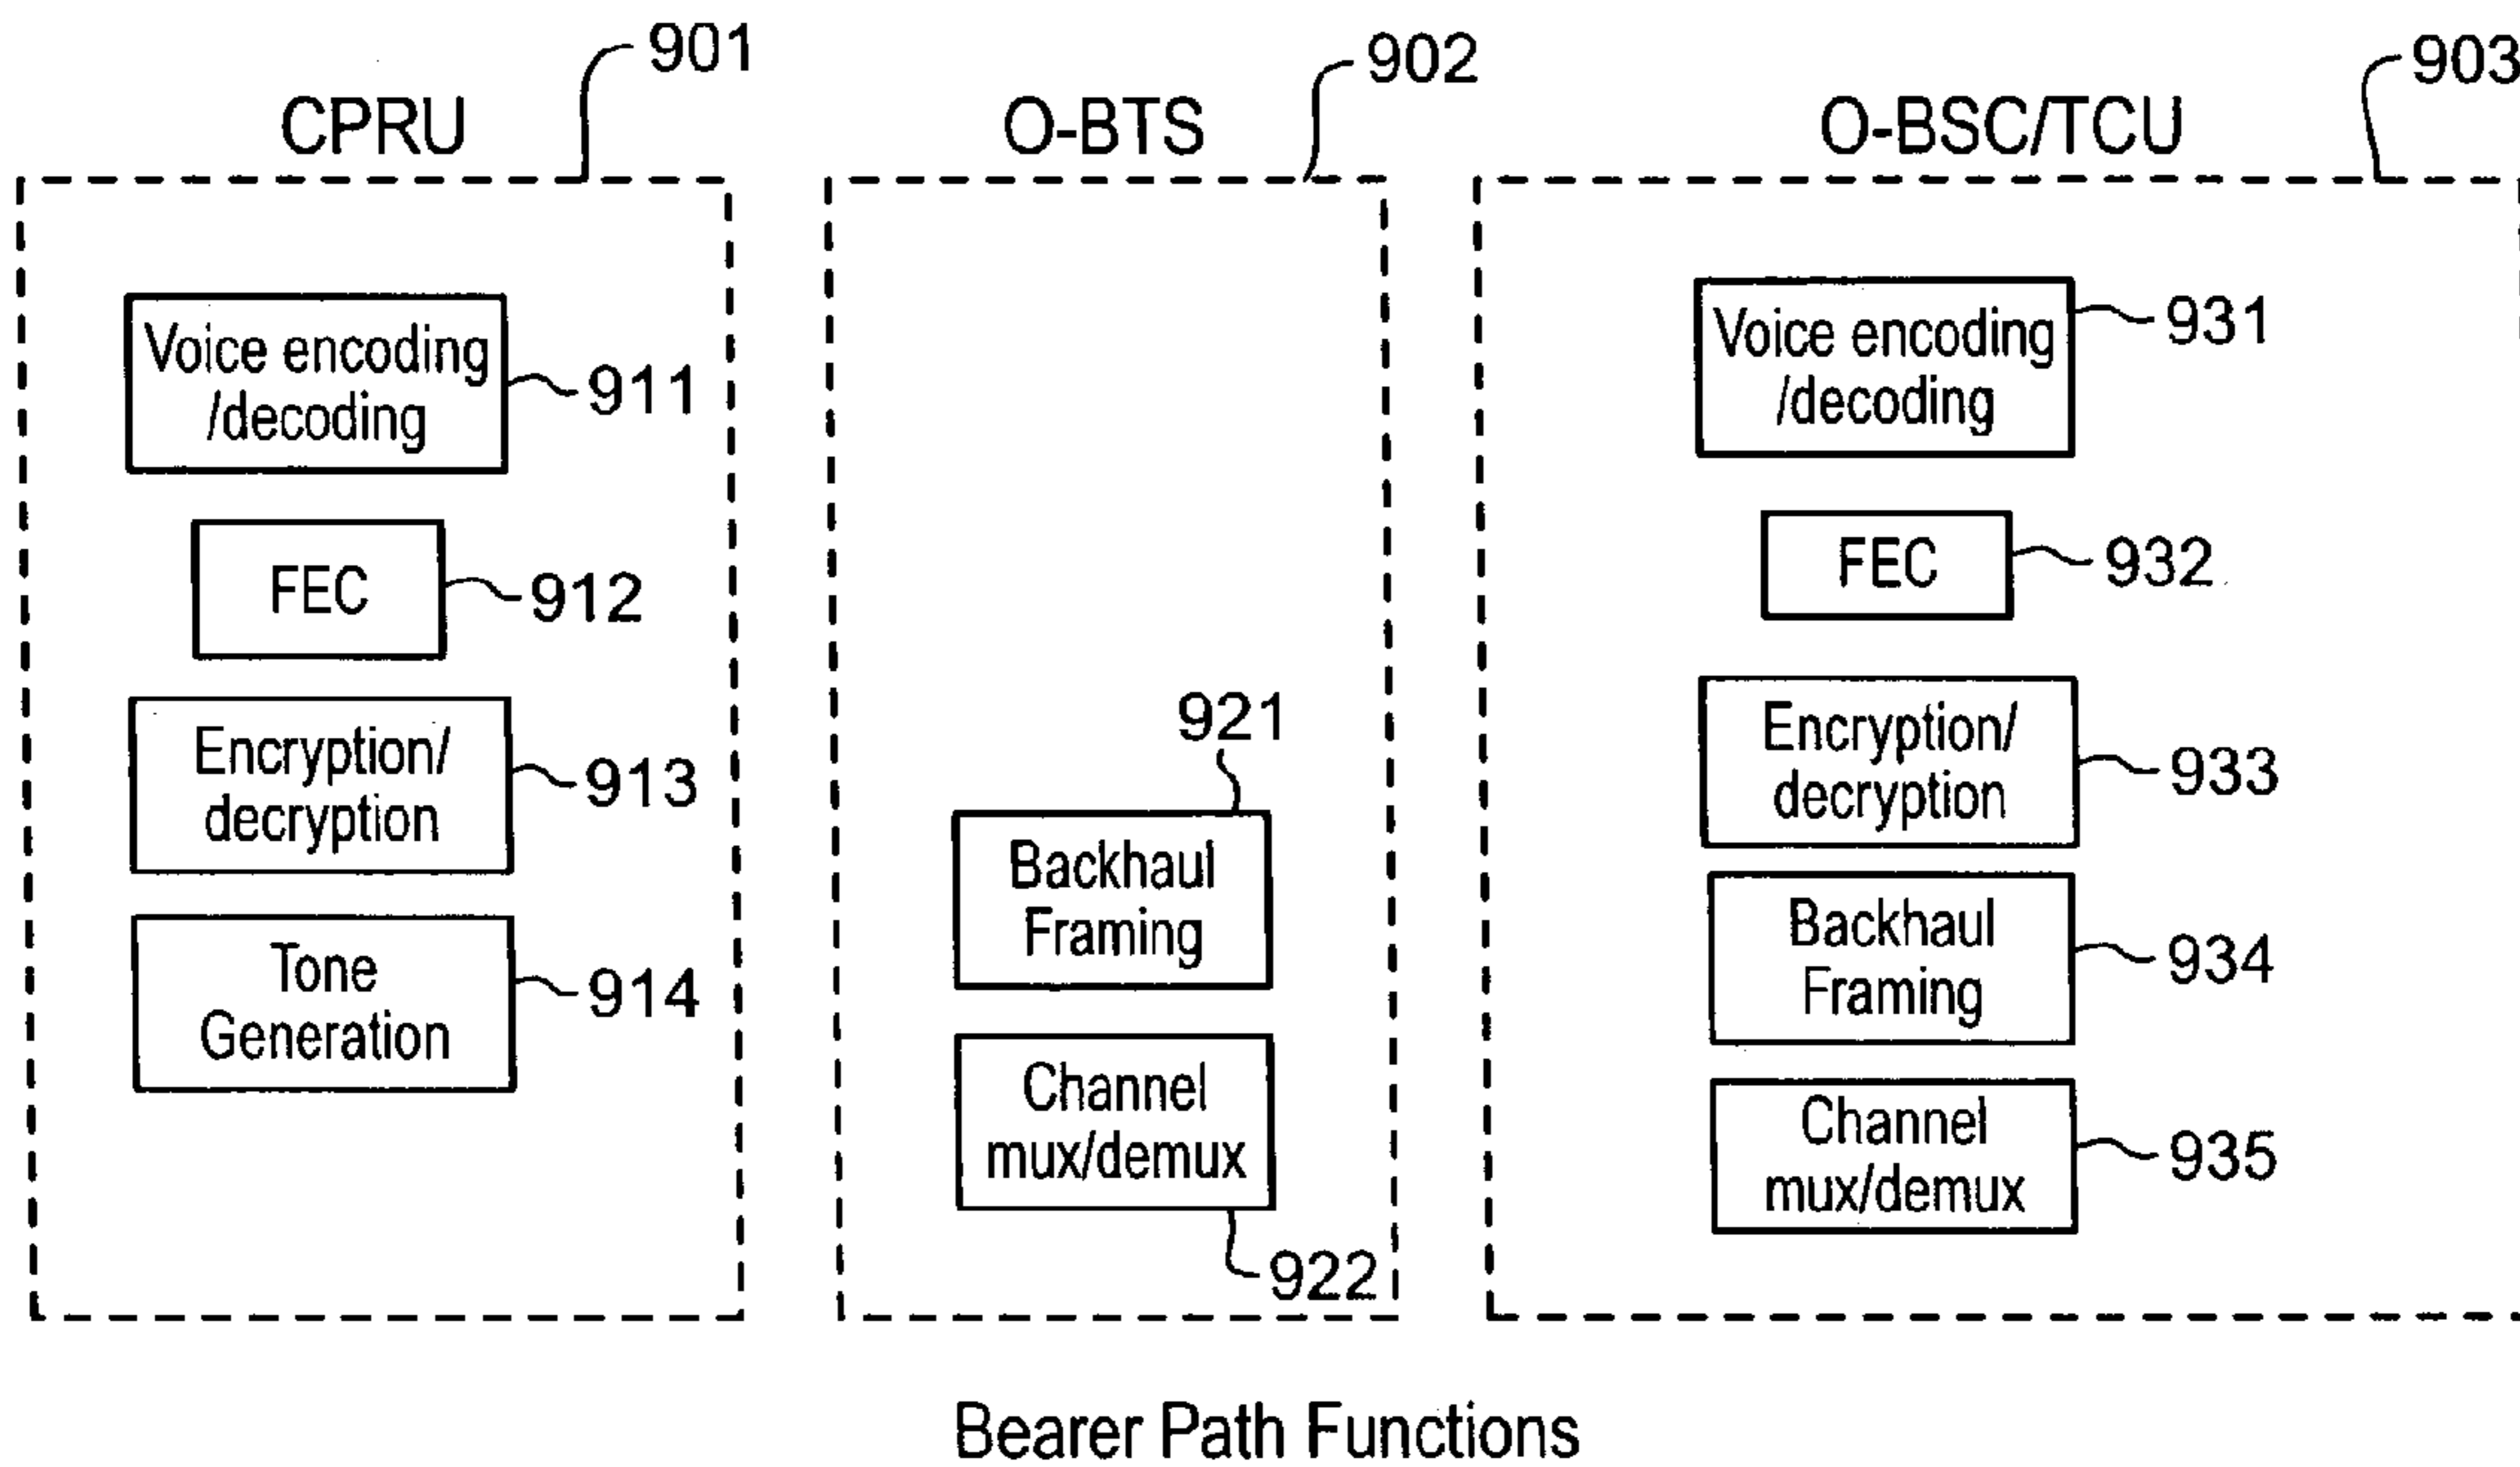 901
902
903
CPRU
O-BTS
O-BSC/TCU
Voice encoding
/decoding
911
FEC
912
Encryption/
decryption
913
Tone
Generation
914
921
Backhaul
Framing
Channel
mux/demux
922
Voice encoding
/decoding
931
FEC
932
Encryption/
decryption
933
Backhaul
Framing
934
Channel
mux/demux
935
Bearer Path Functions